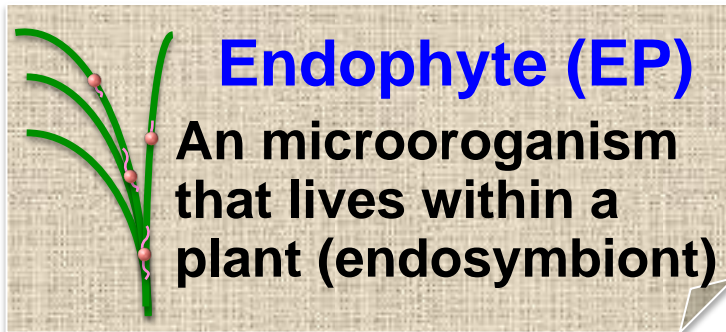 Endophyte (EP)
An microoroganism
that lives within a
plant (endosymbiont)